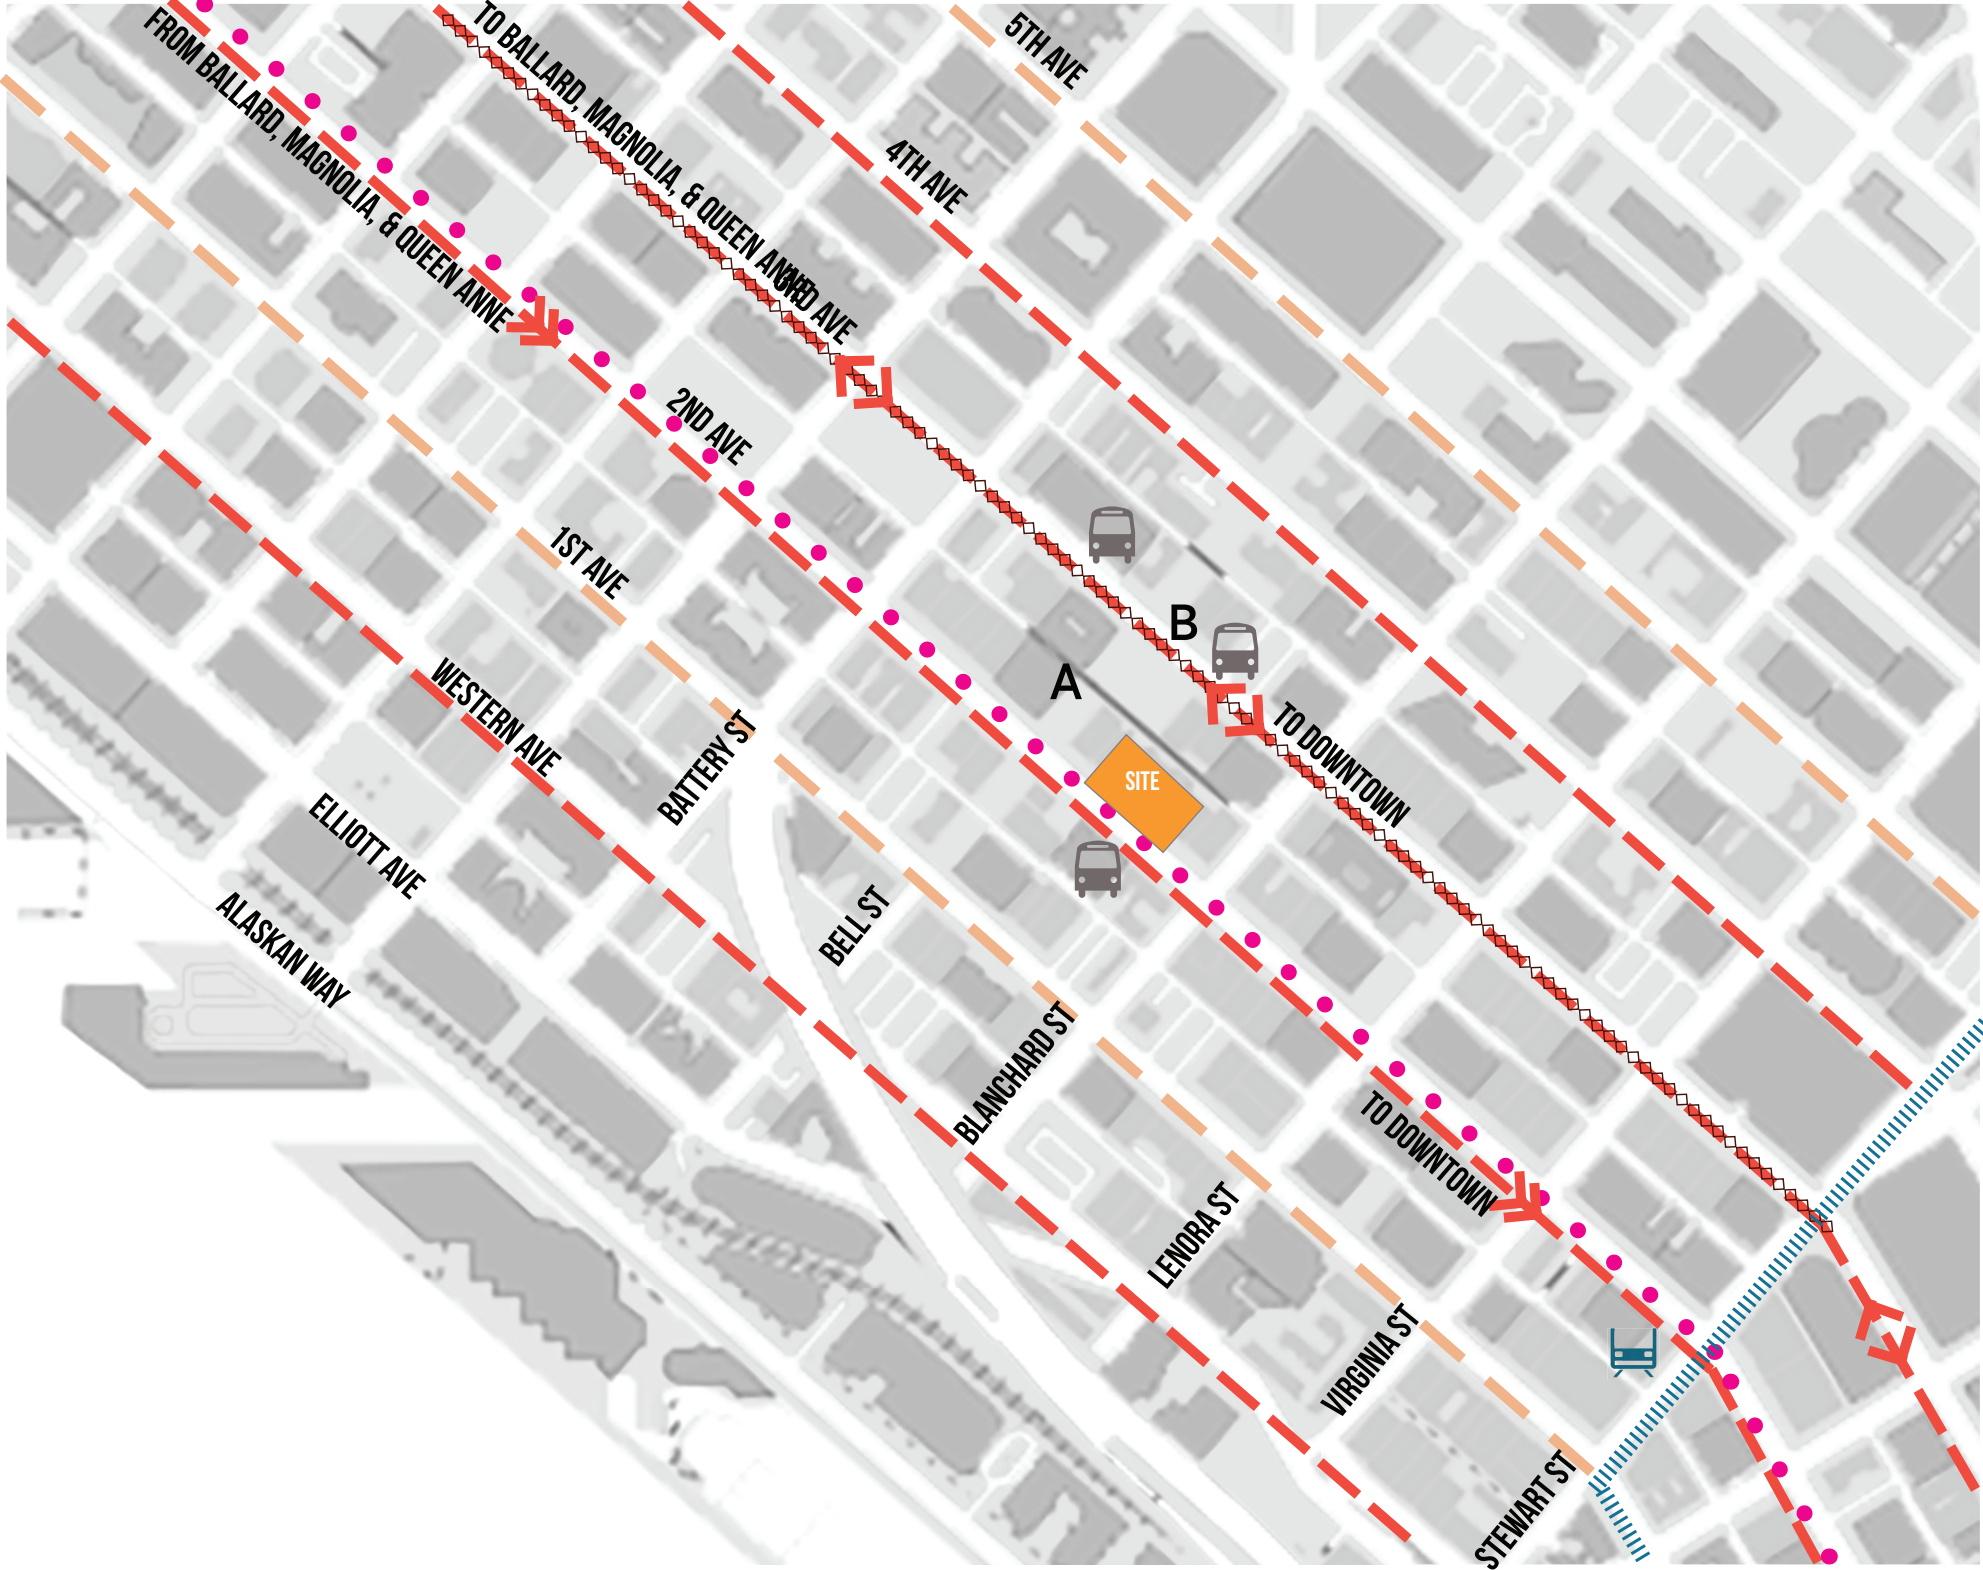 5TH AVE
TO BALLARD, MAGNOLIA, & QUEEN ANNE
FROM BALLARD, MAGNOLIA, & QUEEN ANNE
4TH AVE
AVE
2ND AVE
1ST AVE
B
A
WESTERN AVE
TO DOWNTOWN
BATTERY ST
SITE
ELLIOTT AVE
ALASKAN WAY
BELL ST
BLANCHARD ST
TO DOWNTOWN
LENORA ST
VIRGINIA ST
STEWART ST